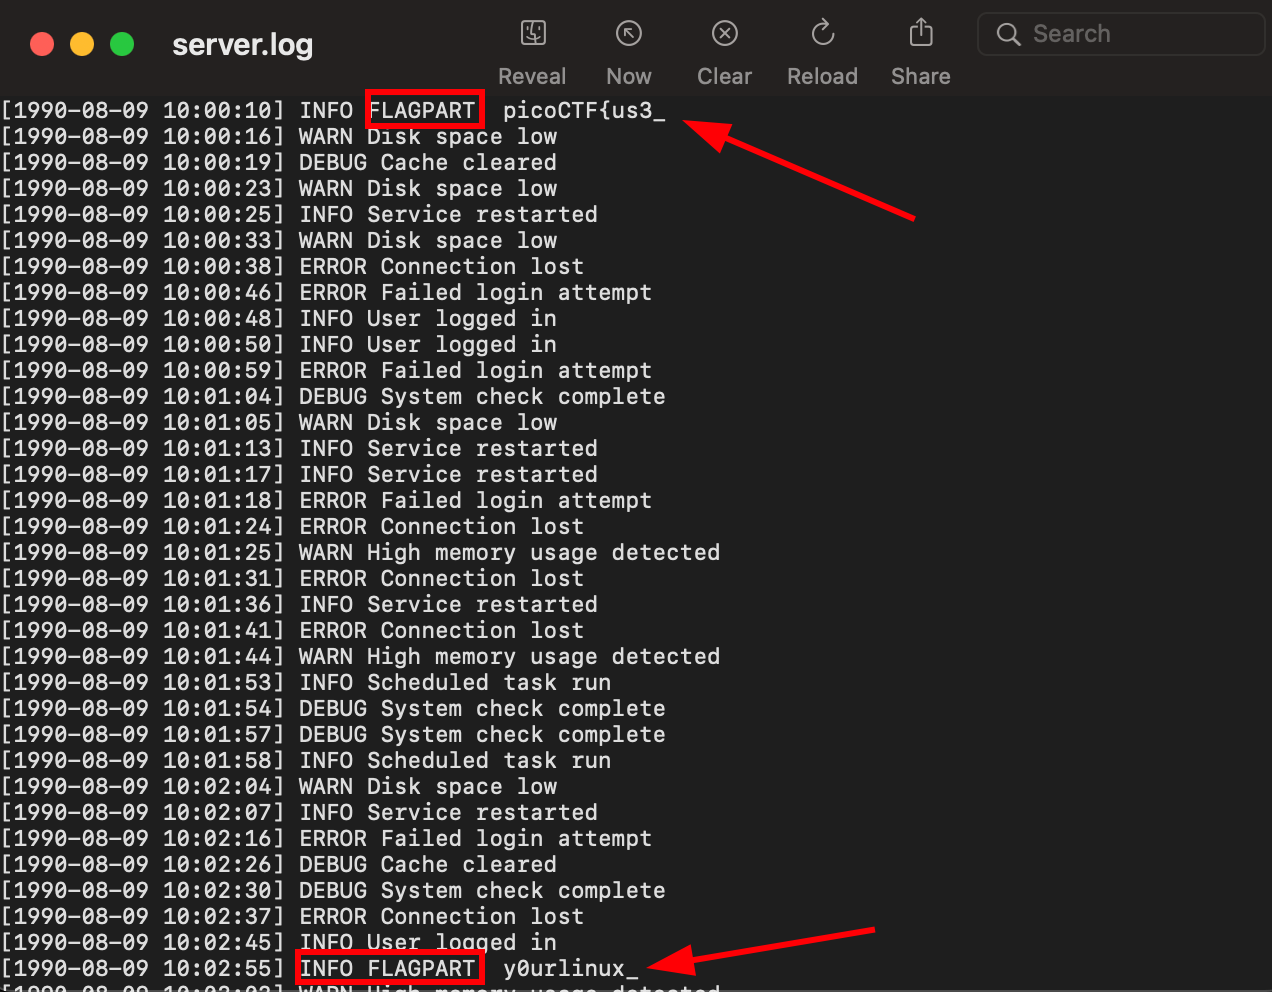 server.log
Reveal
Now
Clear
Reload
Share
Search
[1990-08-09 10:00:10] INFO FLAGPART picoCTF{us3_
[1990-08-09 10:00:16] WARN Disk space low
[1990-08-09 10:00:19] DEBUG Cache cleared
[1990-08-09 10:00:23] WARN Disk space low
[1990-08-09 10:00:25] INFO Service restarted
[1990-08-09 10:00:33] WARN Disk space low
[1990-08-09 10:00:38] ERROR Connection lost
[1990-08-09 10:00:46] ERROR Failed login attempt
[1990-08-09 10:00:48] INFO User logged in
[1990-08-09 10:00:50] INFO User logged in
[1990-08-09 10:00:59] ERROR Failed login attempt
[1990-08-09 10:01:04] DEBUG System check complete
[1990-08-09 10:01:05] WARN Disk space low
[1990-08-09 10:01:13] INFO Service restarted
[1990-08-09 10:01:17] INFO Service restarted
[1990-08-09 10:01:18] ERROR Failed login attempt
[1990-08-09 10:01:24] ERROR Connection lost
[1990-08-09 10:01:25] WARN High memory usage detected
[1990-08-09 10:01:31] ERROR Connection lost
[1990-08-09 10:01:36] INFO Service restarted
[1990-08-09 10:01:41] ERROR Connection lost
[1990-08-09 10:01:44] WARN High memory usage detected
[1990-08-09 10:01:53] INFO Scheduled task run
[1990-08-09 10:01:54] DEBUG System check complete
[1990-08-09 10:01:57] DEBUG System check complete
[1990-08-09 10:01:58] INFO Scheduled task run
[1990-08-09 10:02:04] WARN Disk space low
[1990-08-09 10:02:07] INFO Service restarted
[1990-08-09 10:02:16] ERROR Failed login attempt
[1990-08-09 10:02:26] DEBUG Cache cleared
[1990-08-09 10:02:30] DEBUG System check complete
[1990-08-09 10:02:37] ERROR Connection lost
[1990-08-09 10:02:45] INFO User logged in
[1990-08-09 10:02:55] INFO FLAGPART y0urlinux_